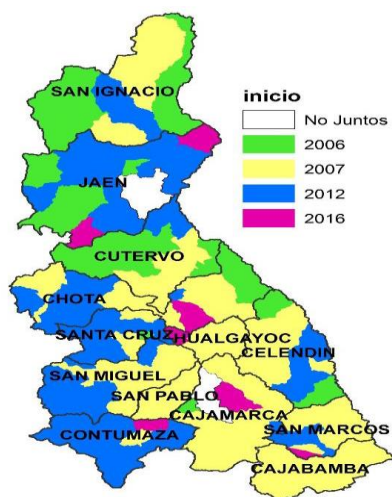 inicio
No Juntos
2006
2007
2012
2016
SAN IGNACIO
JAEN
CUTERVO
CHOTA
SANTA CRUZ
HUALGAYOC
CELENDIN
SAN MIGUEL
SAN PABLO
CAJAMARCA
CONTUMAZA
SAN MARCOS
CAJABAMBA